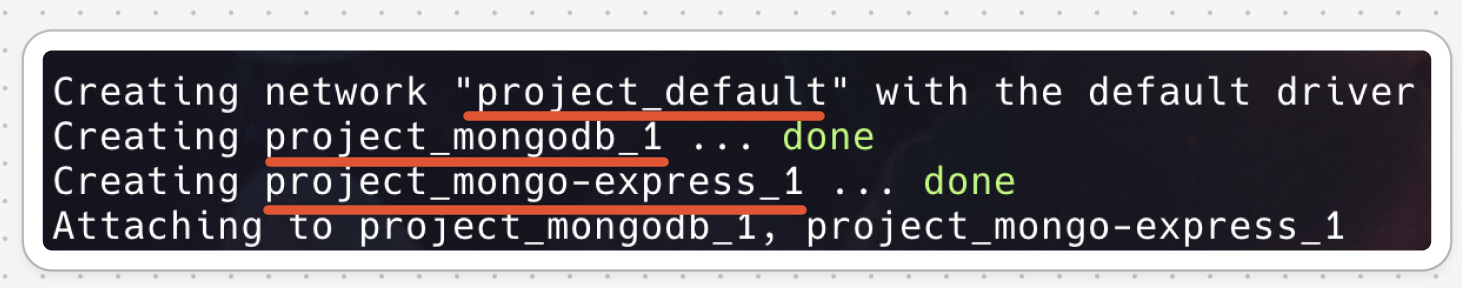 Creating network "project_default" with the default driver
Creating project_mongodb_1 ... done
Creating project_mongo-express_1 ... done
Attaching to project_mongodb_1, project_mongo-express_1